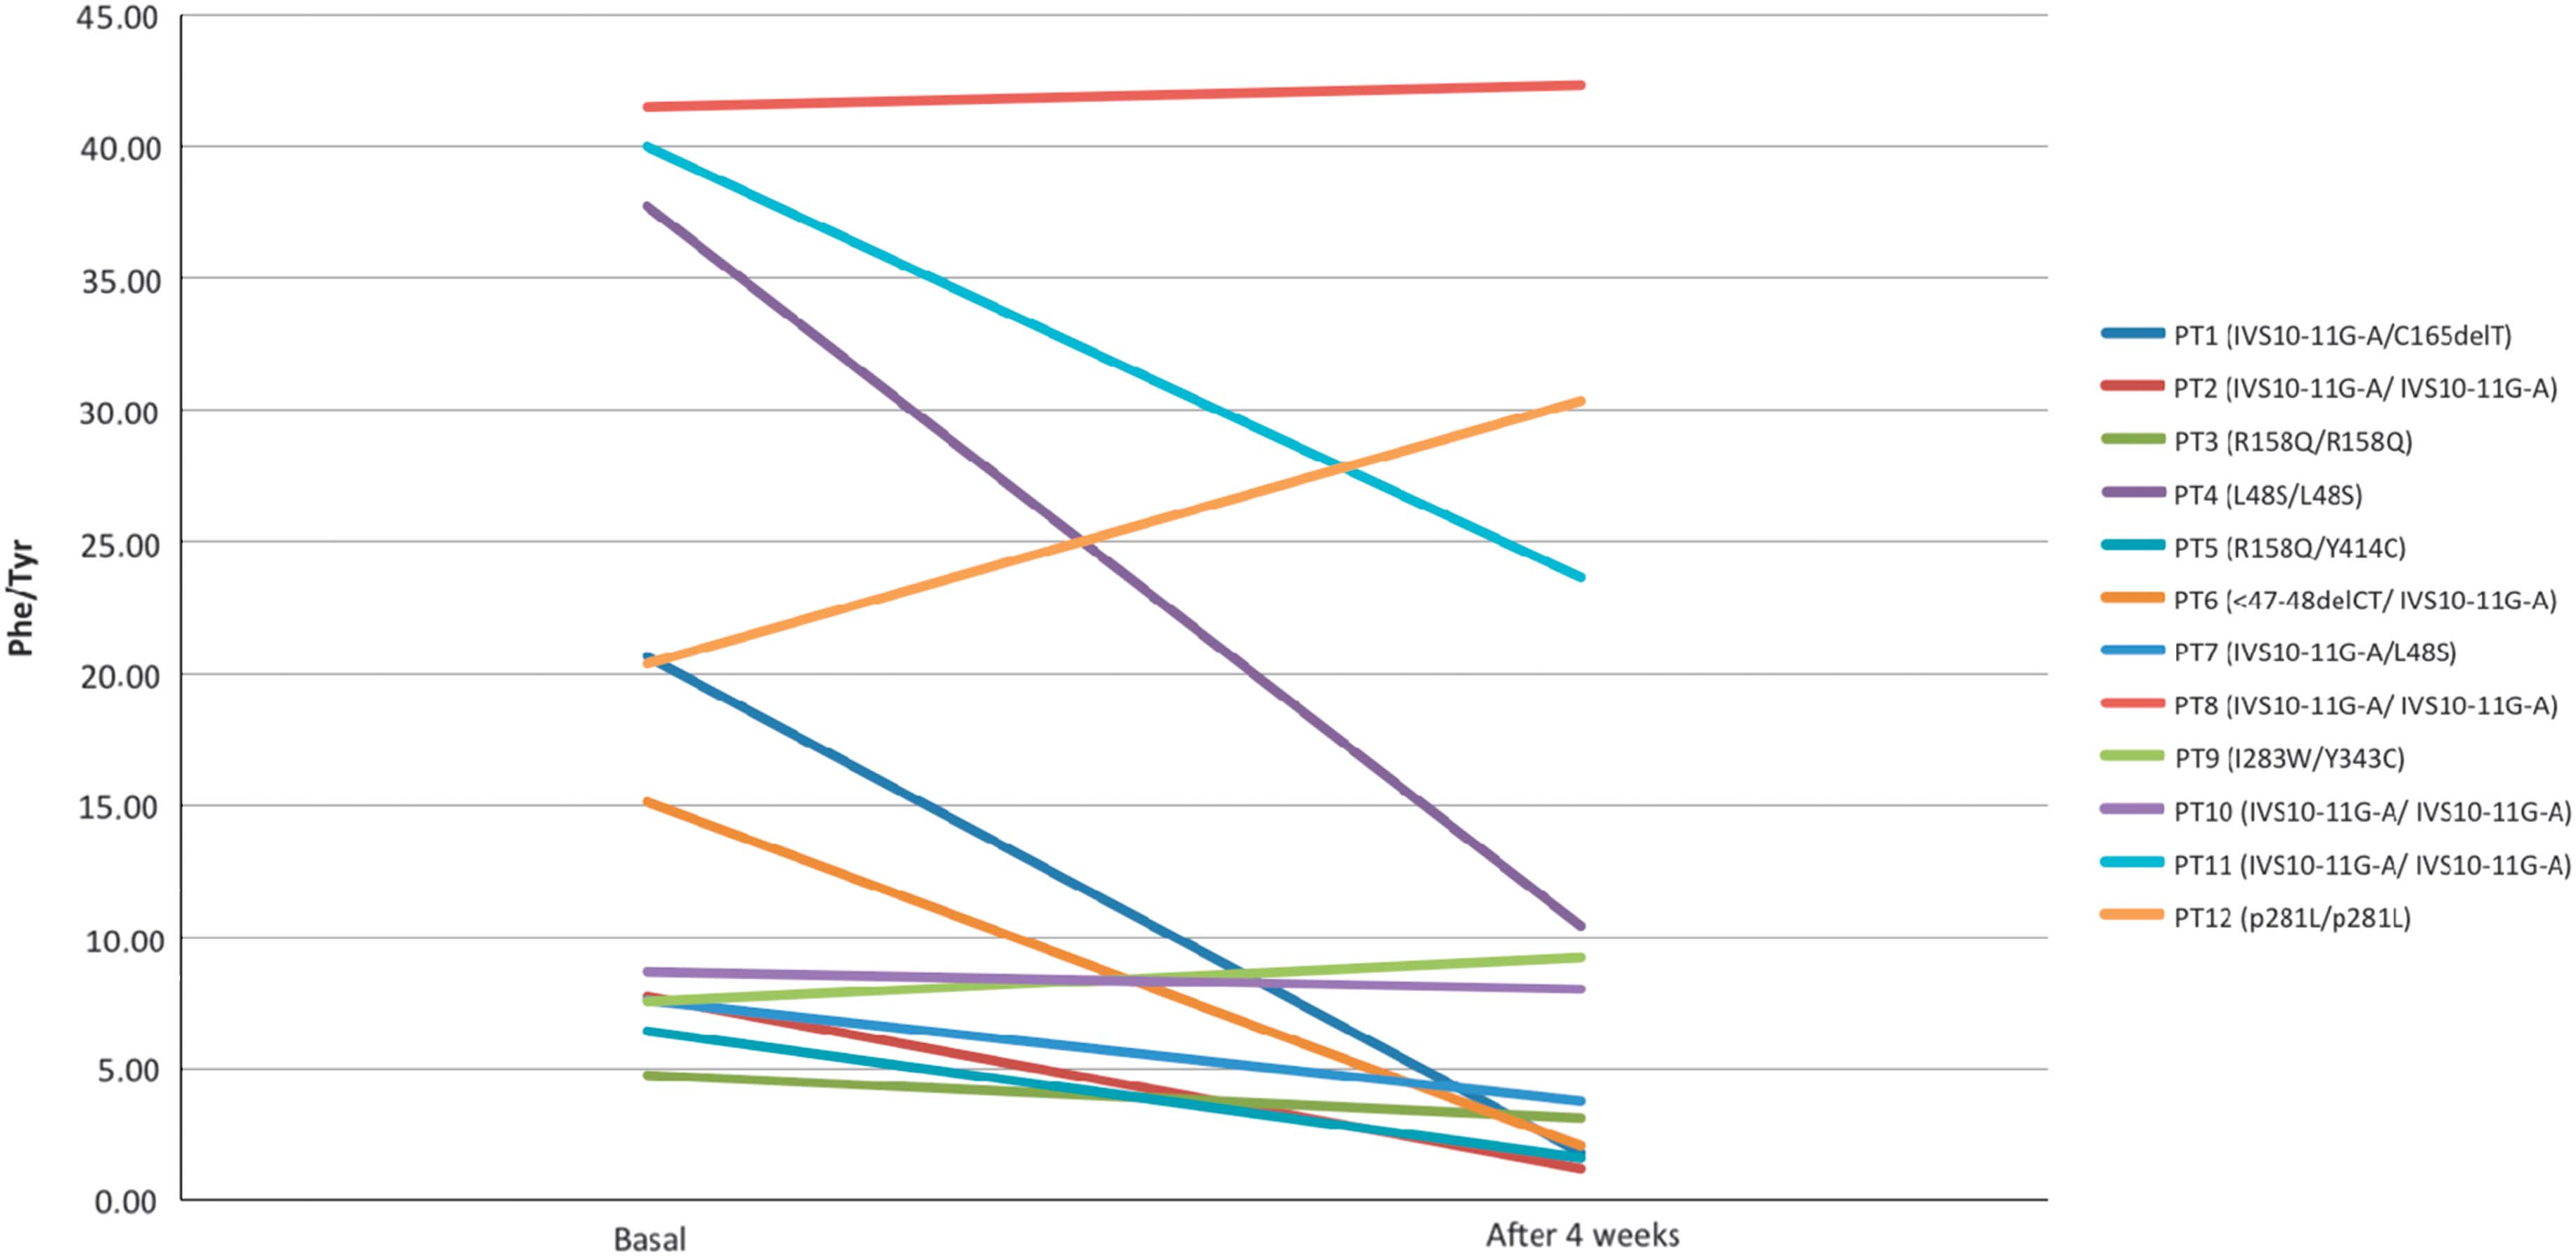 45.00
40.00
35.00
30.00
25.00
20.00
15.00
10.00
5.00
0.00
Phe/Tyr
Basal
After 4 weeks
PT1 (IVS10-11G-A/C165delT)
PT2 (IVS10-11G-A/ IVS10-11G-A)
PT3 (R158Q/R158Q)
PT4 (L48S/L48S)
PT5 (R158Q/Y414C)
PT6 (<47-48delCT/ IVS10-11G-A)
PT7 (IVS10-11G-A/L48S)
PT8 (IVS10-11G-A/ IVS10-11G-A)
PT9 (I283W/Y343C)
PT10 (IVS10-11G-A/ IVS10-11G-A)
PT11 (IVS10-11G-A/ IVS10-11G-A)
PT12 (p281L/p281L)